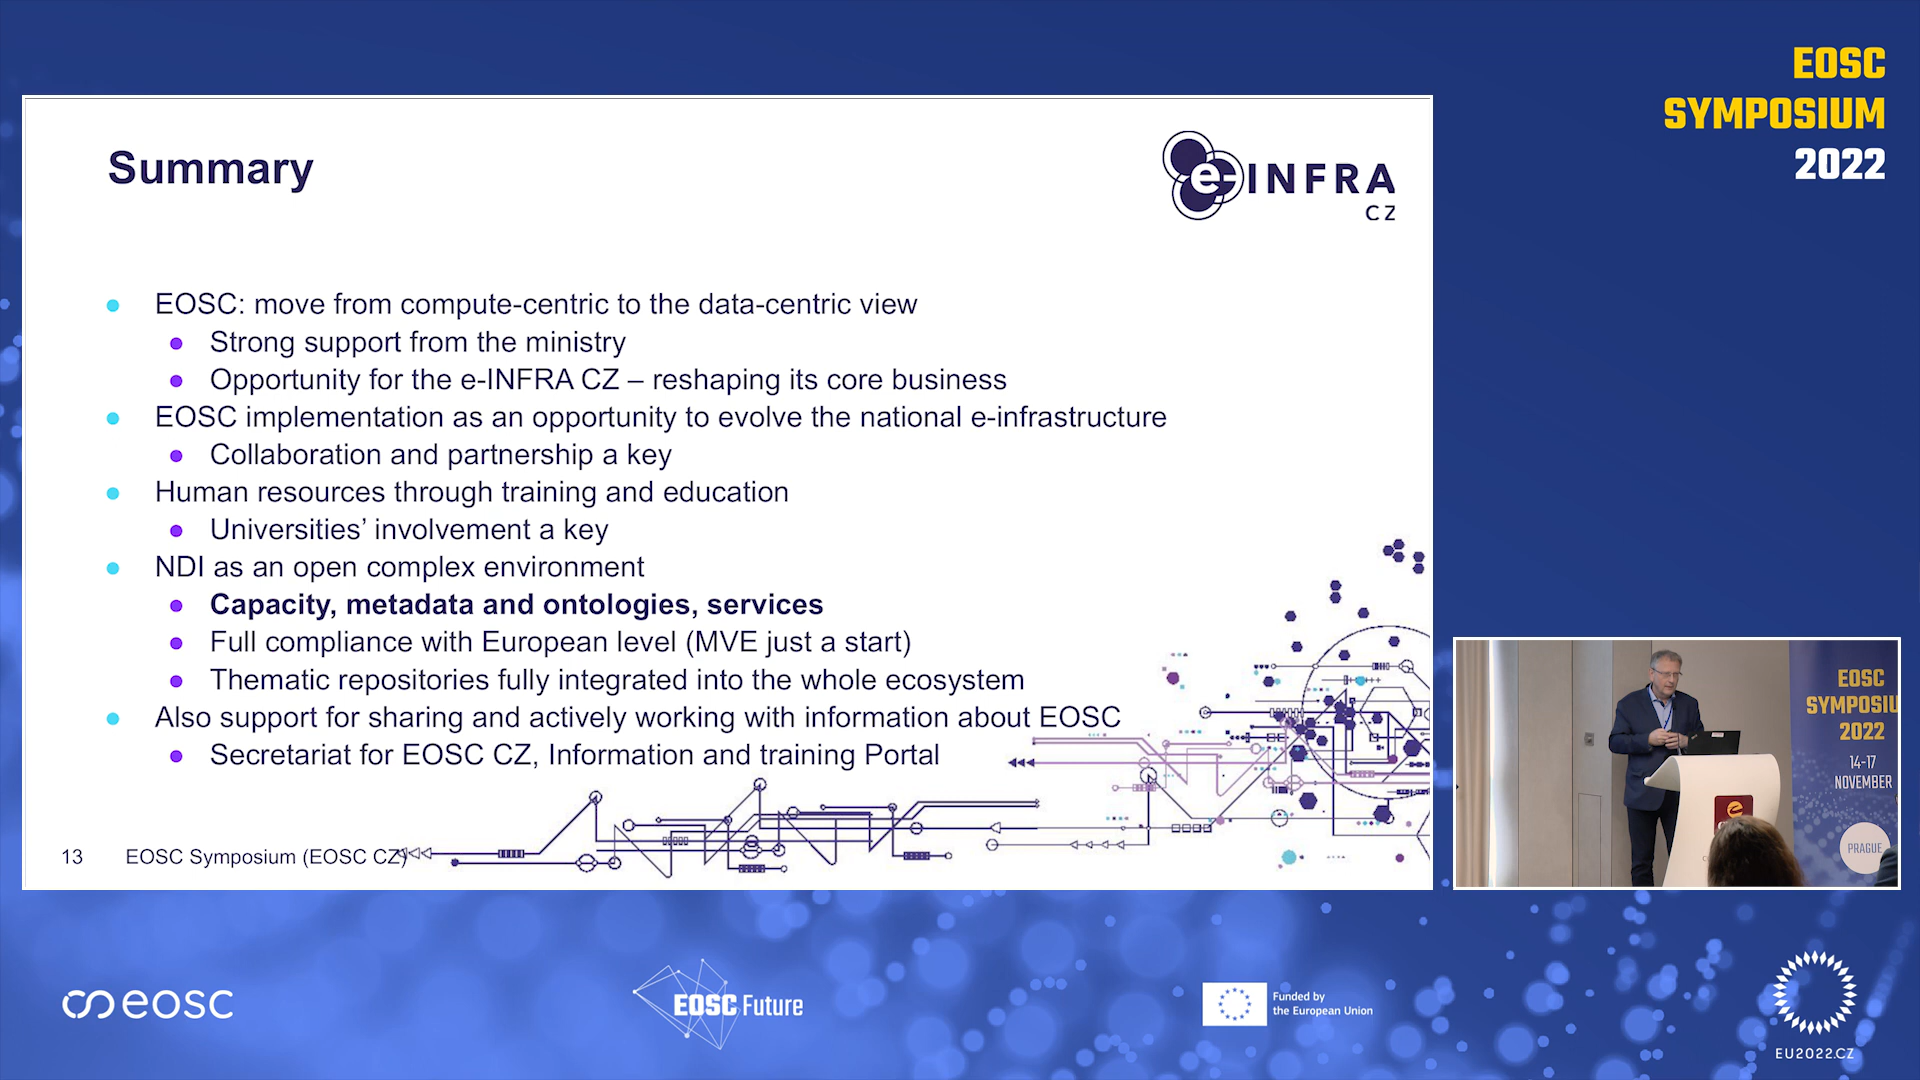 EOSC
SYMPOSIUM
2022
Summary
e-INFRA
CZ
EOSC: move from compute-centric to the data-centric view
Strong support from the ministry
Opportunity for the e-INFRA CZ – reshaping its core business
EOSC implementation as an opportunity to evolve the national e-infrastructure
Collaboration and partnership a key
Human resources through training and education
Universities’ involvement a key
NDI as an open complex environment
Capacity, metadata and ontologies, services
Full compliance with European level (MVE just a start)
Thematic repositories fully integrated into the whole ecosystem
Also support for sharing and actively working with information about EOSC
Secretariat for EOSC CZ, Information and training Portal
13
EOSC Symposium (EOSC CZ)
EOSC
SYMPOSIU
2022
14-17
NOVEMBER
PRAGUE
eosc
EOSC Future
Funded by
the European Union
EU2022.CZ